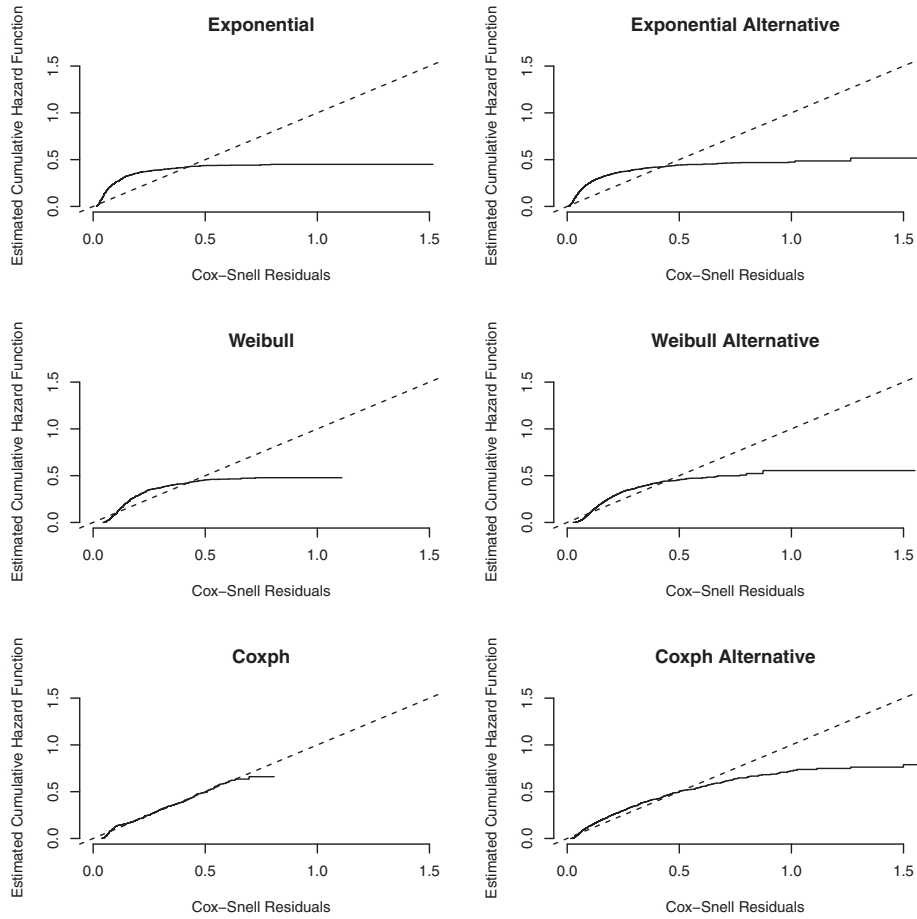 Exponential
Estimated Cumulative Hazard Function
0.0 0.5 1.0 1.5
0.0 0.5 1.0 1.5
Cox−Snell Residuals
Exponential Alternative
Estimated Cumulative Hazard Function
0.0 0.5 1.0 1.5
0.0 0.5 1.0 1.5
Cox−Snell Residuals
Weibull
Estimated Cumulative Hazard Function
0.0 0.5 1.0 1.5
0.0 0.5 1.0 1.5
Cox−Snell Residuals
Weibull Alternative
Estimated Cumulative Hazard Function
0.0 0.5 1.0 1.5
0.0 0.5 1.0 1.5
Cox−Snell Residuals
Coxph
Estimated Cumulative Hazard Function
0.0 0.5 1.0 1.5
0.0 0.5 1.0 1.5
Cox−Snell Residuals
Coxph Alternative
Estimated Cumulative Hazard Function
0.0 0.5 1.0 1.5
0.0 0.5 1.0 1.5
Cox−Snell Residuals